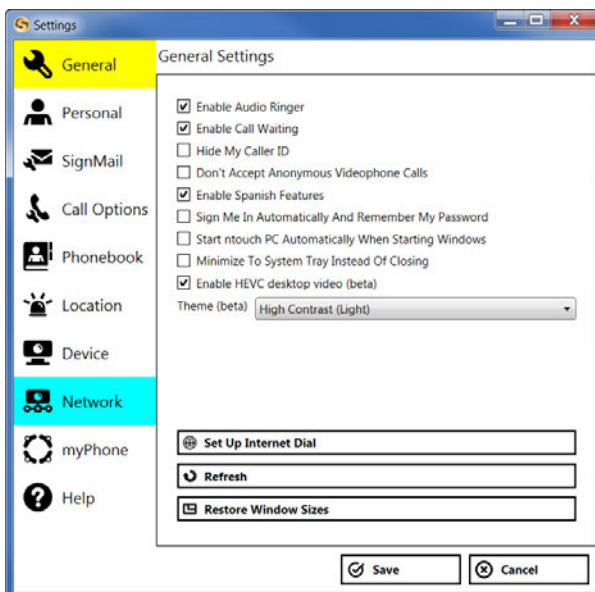 Settings
General
Personal
SignMail
Call Options
Phonebook
Location
Device
Network
myPhone
Help
General Settings
Enable Audio Ringer
Enable Call Waiting
Hide My Caller ID
Don't Accept Anonymous Videophone Calls
Enable Spanish Features
Sign Me In Automatically And Remember My Password
Start ntouch PC Automatically When Starting Windows
Minimize To System Tray Instead Of Closing
Enable HEVC desktop video (beta)
Theme (beta) High Contrast (Light)
Set Up Internet Dial
Refresh
Restore Window Sizes
Save Cancel